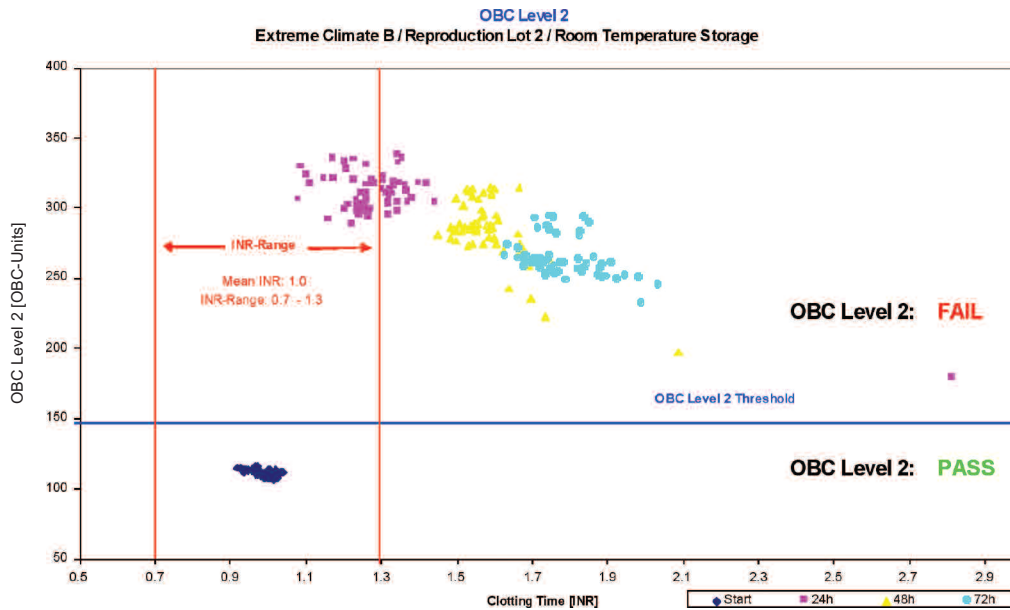 OBC Level 2
Extreme Climate B / Reproduction Lot 2 / Room Temperature Storage
OBC Level 2 [OBC-Units]
400
350
300
250
200
150
100
50
INR-Range
Mean INR: 1.0
INR-Range: 0.7 - 1.3
OBC Level 2: FAIL
OBC Level 2 Threshold
OBC Level 2: PASS
0.5 0.7 0.9 1.1 1.3 1.5 1.7 1.9 2.1 2.3 2.5 2.7 2.9
Clotting Time [INR]
Start 24h 48h 72h